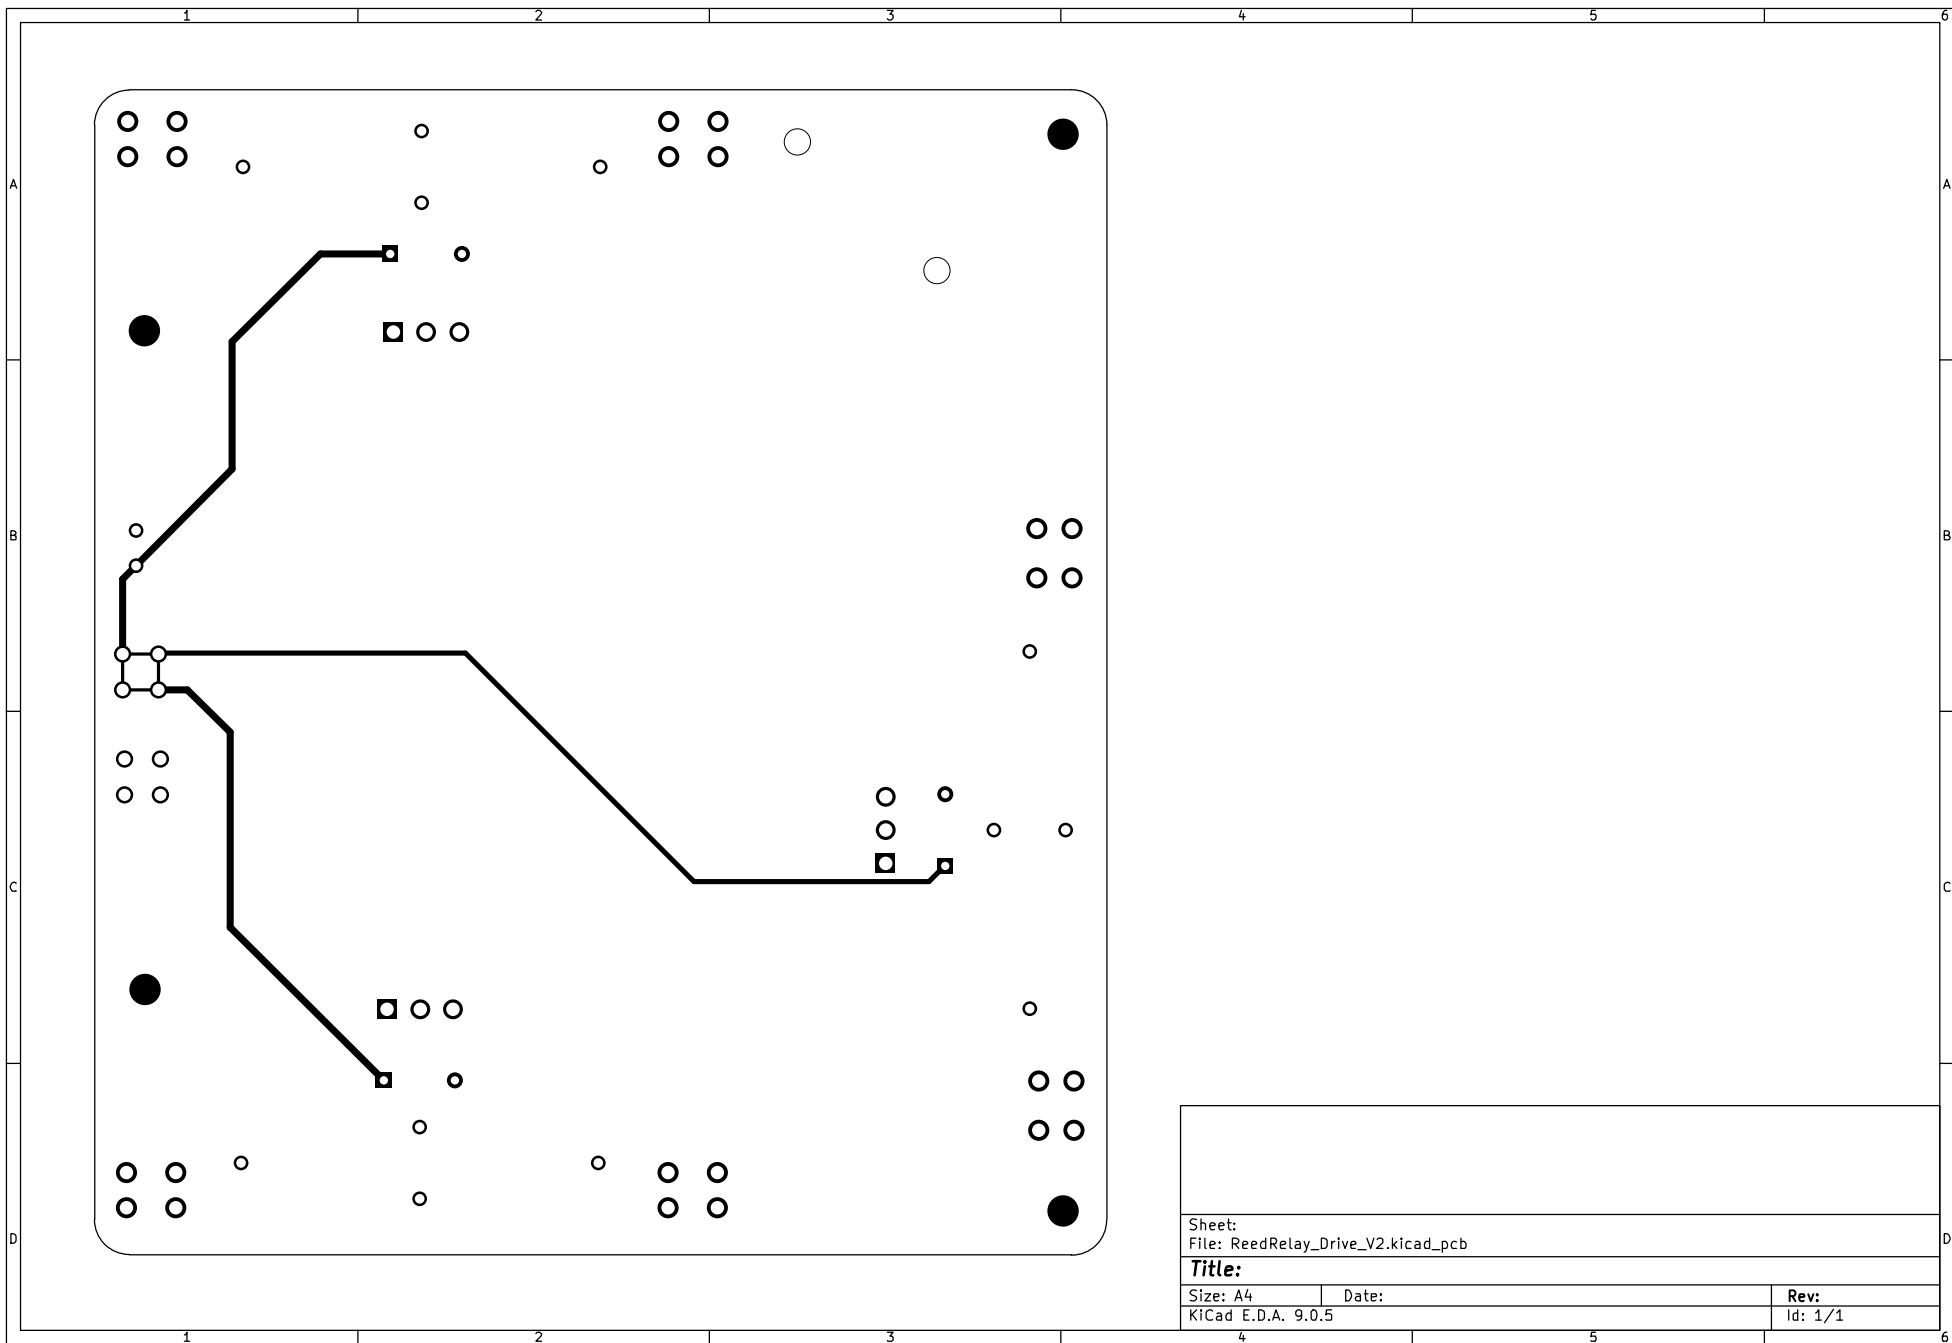 1 2 3 4 5 6
A A
B B
C C
Sheet:
File: ReedRelay_Drive_V2.kicad_pcb
D D
Title:
Size: A4 Date: Rev:
KiCad E.D.A. 9.0.5 Id: 1/1
1 2 3 4 5 6